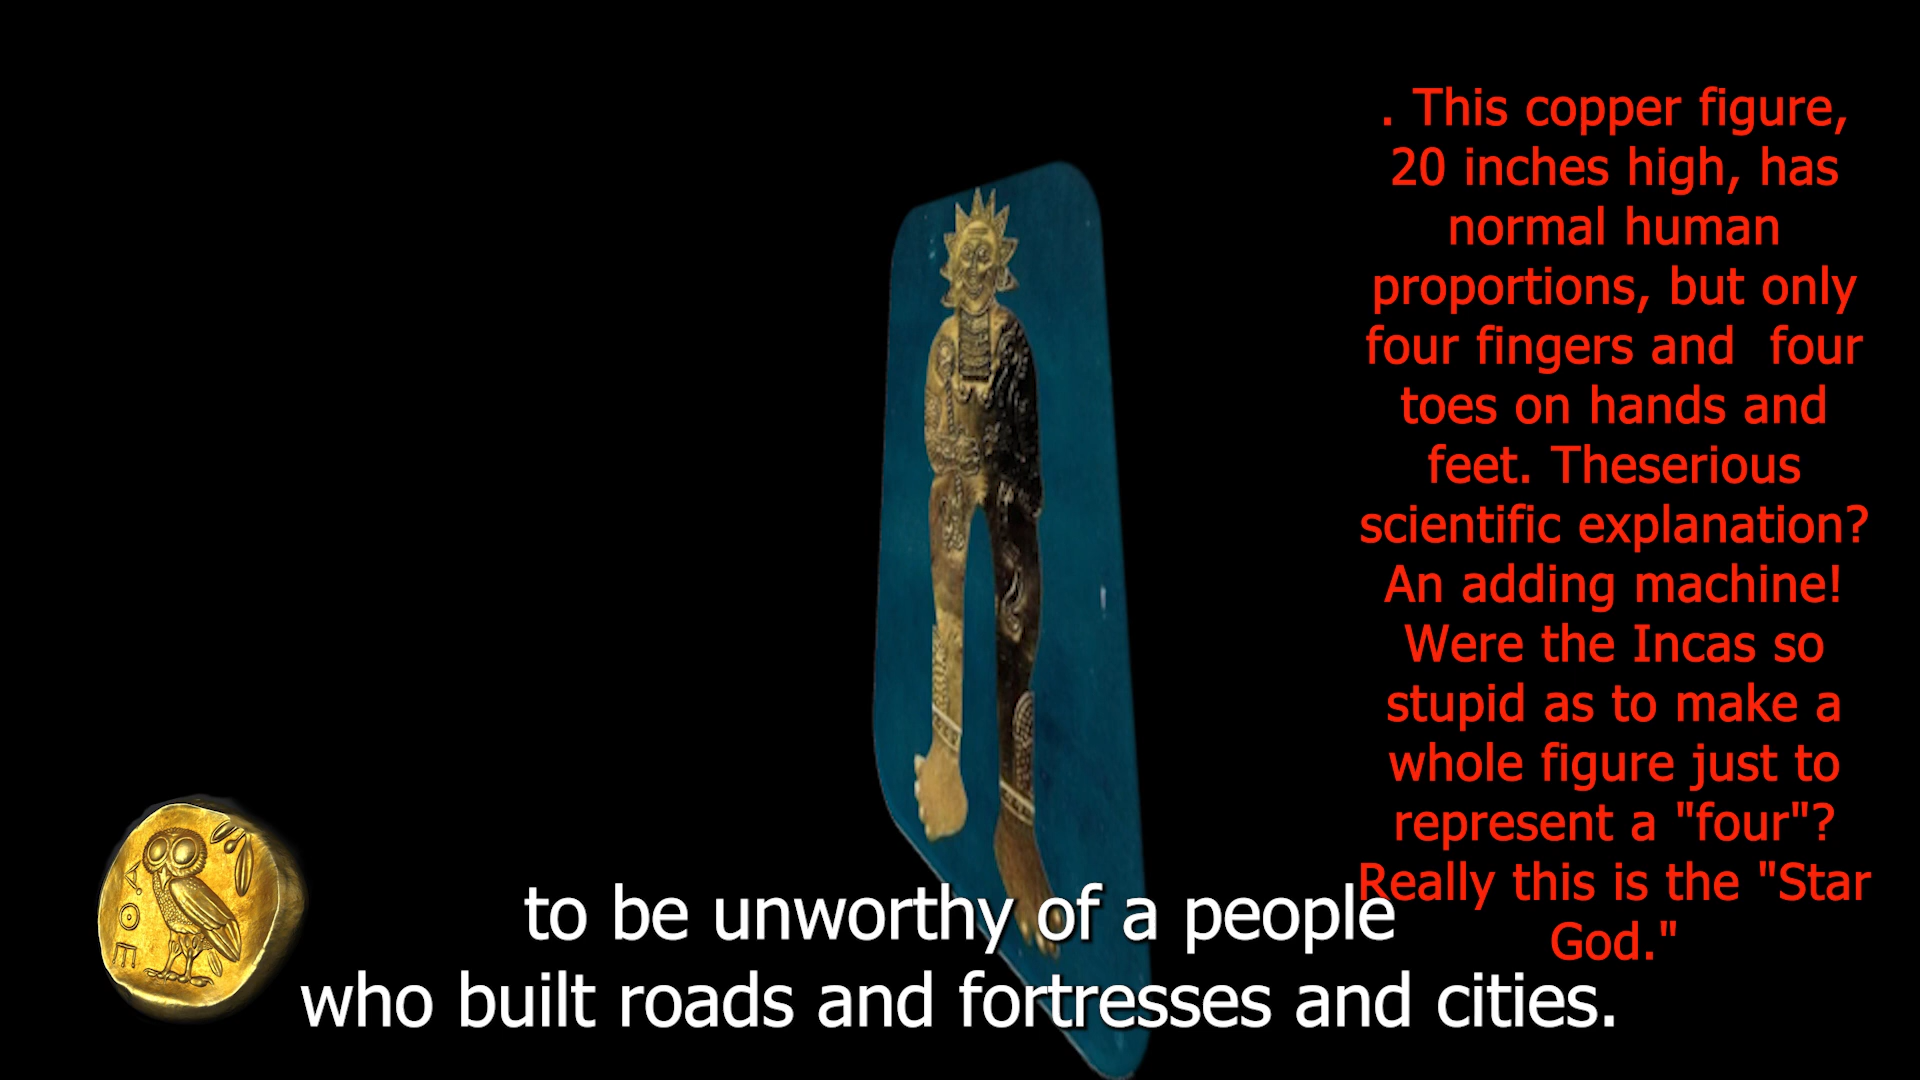 . This copper figure,
20 inches high, has
normal human
proportions, but only
four fingers and  four
toes on hands and
feet. Theserious
scientific explanation?
An adding machine!
Were the Incas so
stupid as to make a
whole figure just to
represent a "four"?
Really this is the "Star
God."
to be unworthy of a people
who built roads and fortresses and cities.
ΑΘΕ